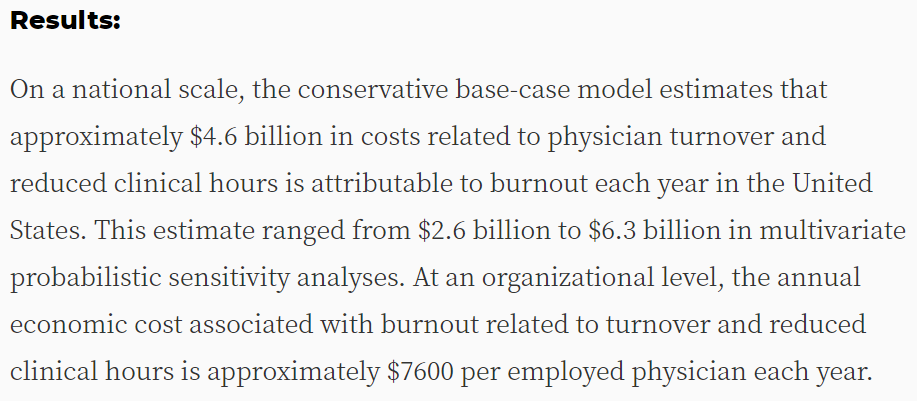 Results:
On a national scale, the conservative base-case model estimates that
approximately $4.6 billion in costs related to physician turnover and
reduced clinical hours is attributable to burnout each year in the United
States. This estimate ranged from $2.6 billion to $6.3 billion in multivariate
probabilistic sensitivity analyses. At an organizational level, the annual
economic cost associated with burnout related to turnover and reduced
clinical hours is approximately $7600 per employed physician each year.